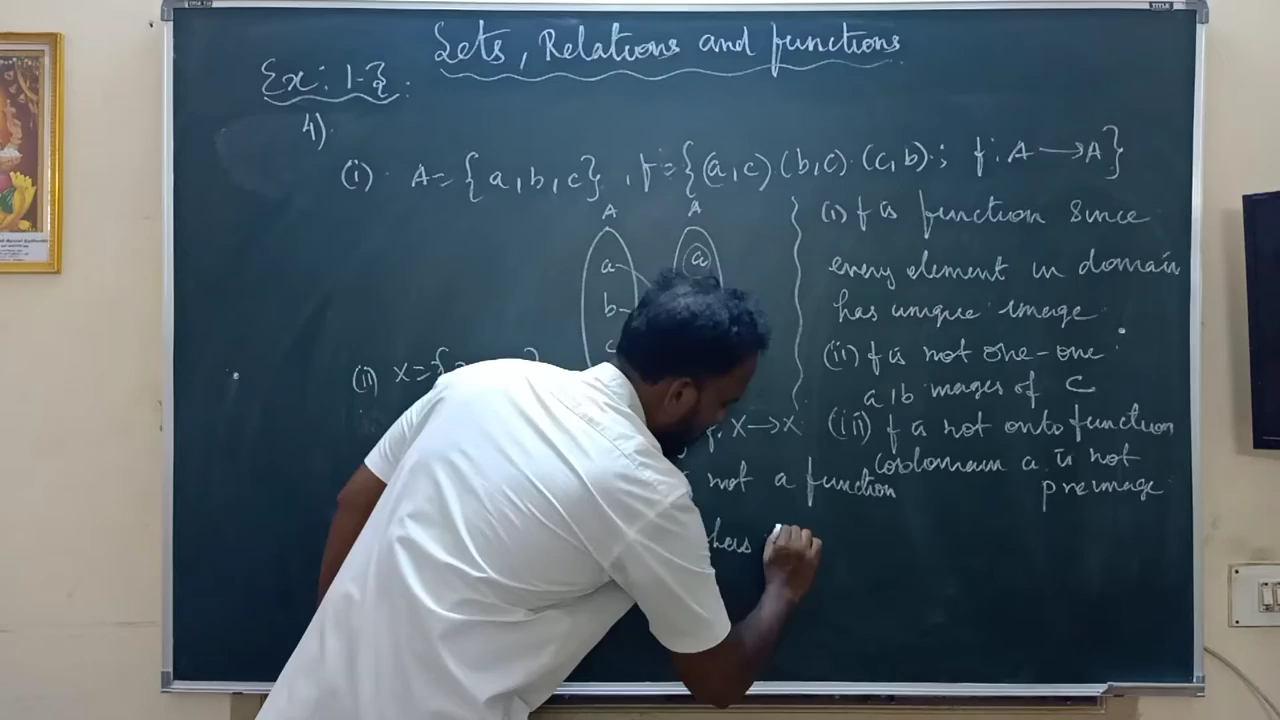 Sets, Relations and functions
Ex: 1.3:
4)
(i) A={a,b,c}, f={(a,c)(b,c)(c,b); f:A→A}
A A
a a
b
c
(i) f is function Since
every element in domain
has unique image
(ii) f is not one-one
a,b images of C
(iii) f is not onto function
codomain a is not
preimage
(ii) X={
f: X→X
not a function
has